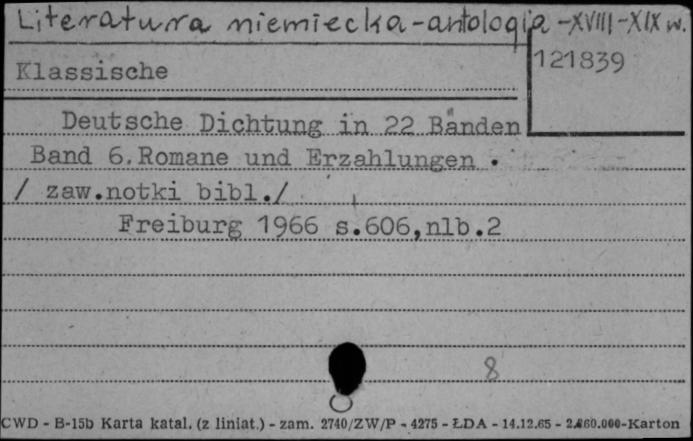 Literatura niemiecka - antologia - XVIII - XIX w.
121839
Klassische
Deutsche Dichtung in 22 Bänden
Band 6. Romane und Erzahlungen .
/ zaw.notki bibl./
Freiburg 1966 s.606,nlb.2
8
CWD - B-15b Karta katal. (z liniat.) - zam. 2740/ZW/P - 4275 - ŁDA - 14.12.65 - 2.260.000-Karton